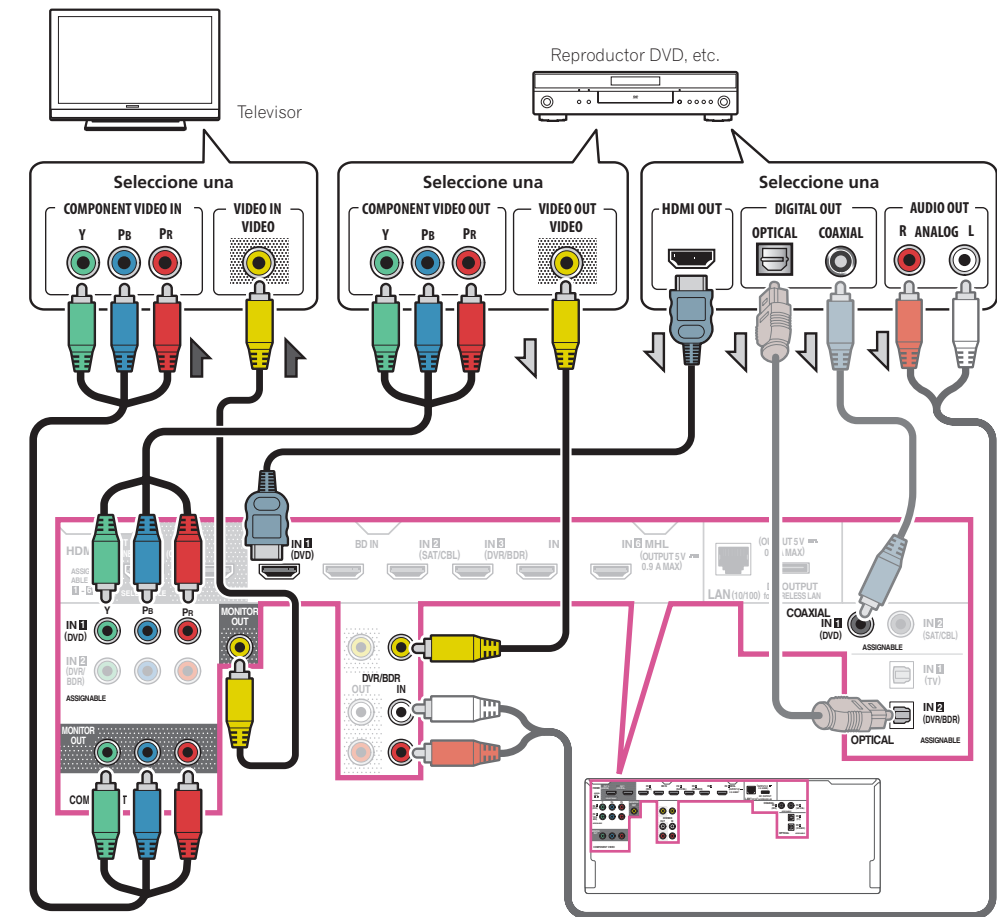 Reproductor DVD, etc.
Televisor
Seleccione una
COMPONENT VIDEO IN
Y PB PR
VIDEO IN
VIDEO
Seleccione una
COMPONENT VIDEO OUT
Y PB PR
VIDEO OUT
VIDEO
Seleccione una
HDMI OUT
DIGITAL OUT
OPTICAL COAXIAL
AUDIO OUT
R ANALOG L
IN 1
(DVD)
BD IN
IN 2
(SAT/CBL)
IN 3
(DVR/BDR)
IN
IN 6 MHL
(OUTPUT 5 V
0.9 A MAX)
LAN (10/100)
OUTPUT
Y PB PR
IN 1
(DVD)
IN 2
(DVR/
BDR)
ASSIGNABLE
MONITOR
OUT
DVR/BDR
OUT IN
COAXIAL
IN 1
(DVD)
IN 2
(SAT/CBL)
ASSIGNABLE
IN 1
(TV)
IN 2
(DVR/BDR)
OPTICAL
ASSIGNABLE
MONITOR
OUT